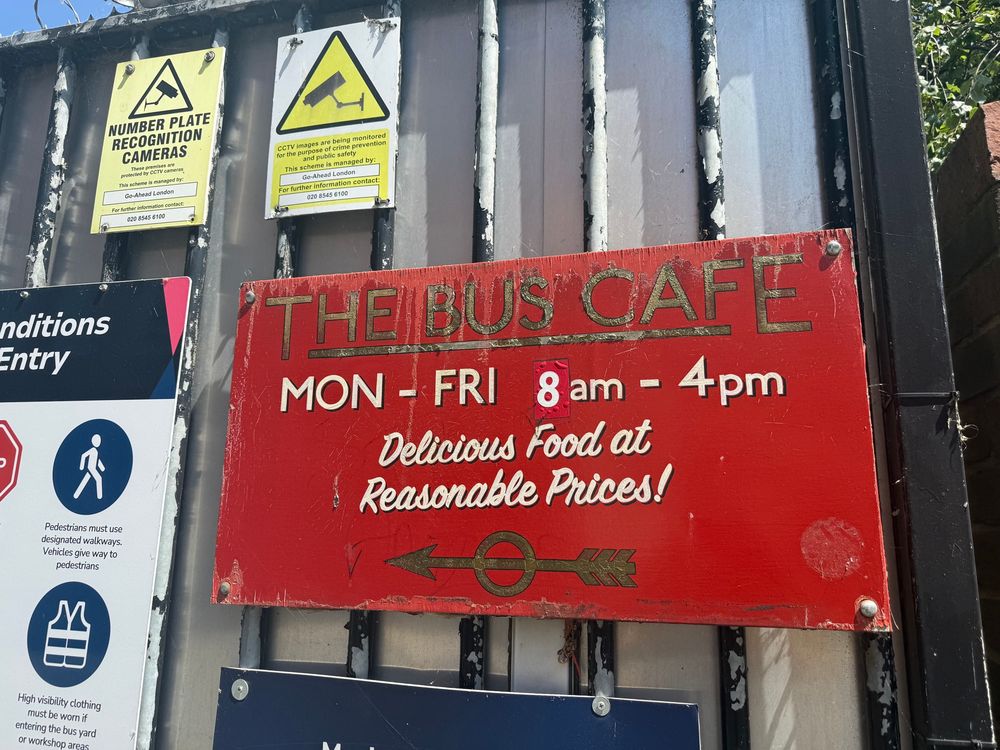 NUMBER PLATE
RECOGNITION
CAMERAS
These premises are
protected by CCTV cameras
This scheme is managed by:
Go-Ahead London
For further information contact:
020 8545 6100
CCTV images are being monitored
for the purpose of crime prevention
and public safety
This scheme is managed by:
Go-Ahead London
For further information contact:
020 8545 6100
THE BUS CAFE
MON - FRI 8am - 4pm
Delicious Food at
Reasonable Prices!
nditions
Entry
Pedestrians must use
designated walkways.
Vehicles give way to
pedestrians
High visibility clothing
must be worn if
entering the bus yard
or workshop areas